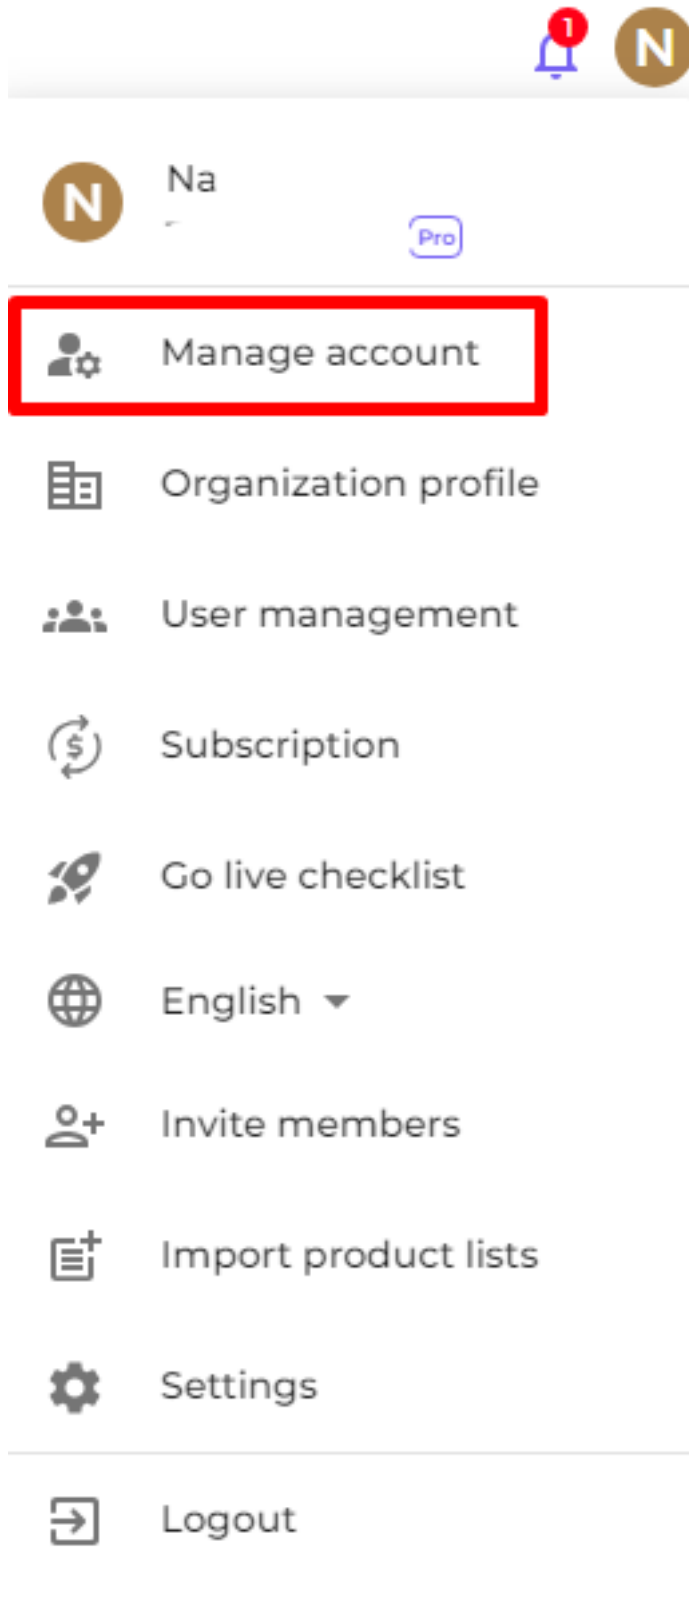 1
N
N
Na
Pro
Manage account
Organization profile
User management
Subscription
Go live checklist
English
Invite members
Import product lists
Settings
Logout